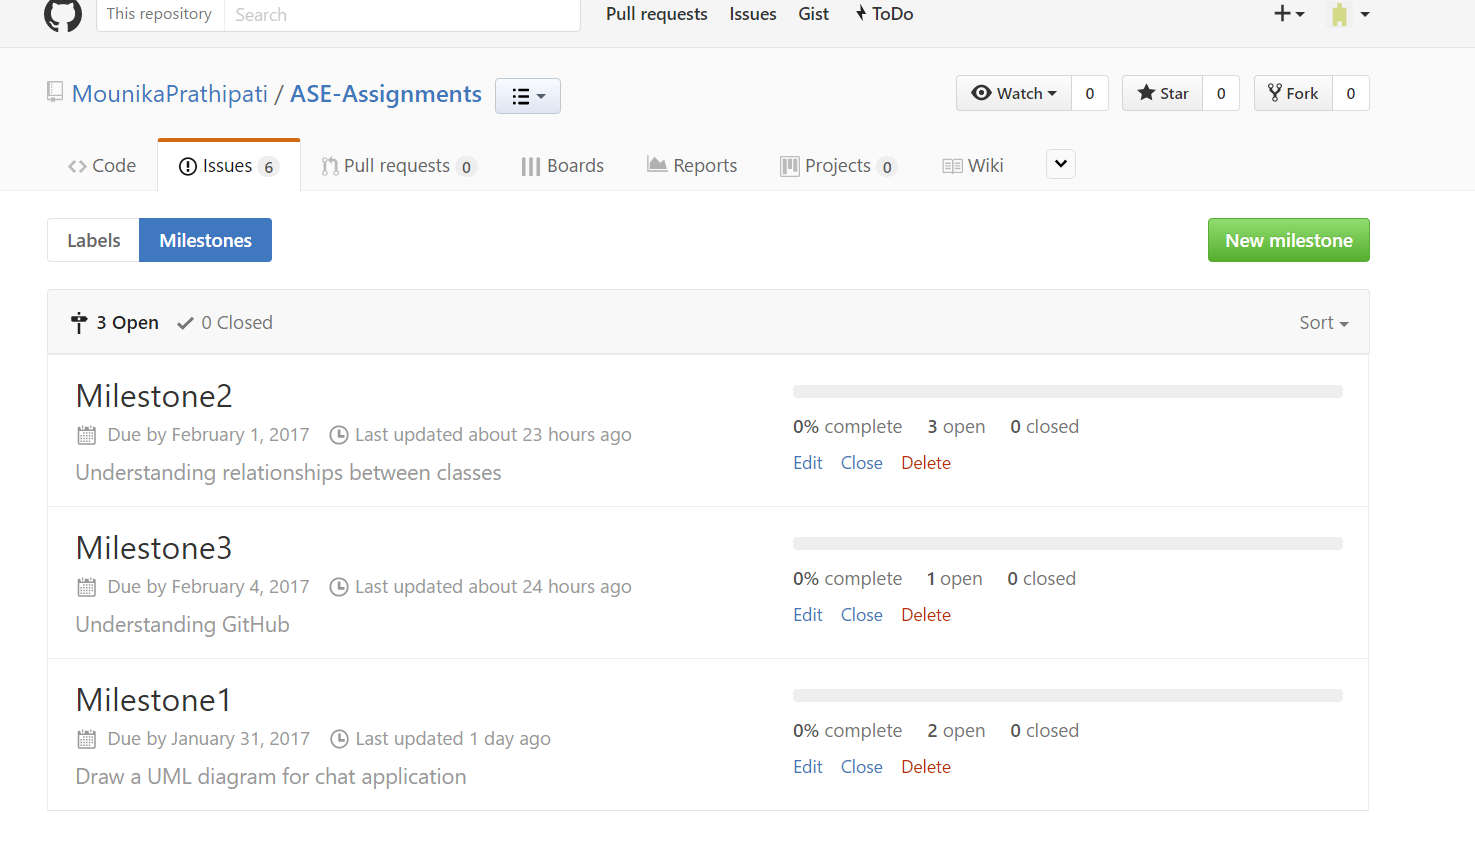 This repository Search Pull requests Issues Gist ToDo
MounikaPrathipati / ASE-Assignments Watch 0 Star 0 Fork 0
Code Issues 6 Pull requests 0 Boards Reports Projects 0 Wiki
Labels Milestones New milestone
3 Open 0 Closed Sort
Milestone2
Due by February 1, 2017 Last updated about 23 hours ago
Understanding relationships between classes
0% complete 3 open 0 closed
Edit Close Delete
Milestone3
Due by February 4, 2017 Last updated about 24 hours ago
Understanding GitHub
0% complete 1 open 0 closed
Edit Close Delete
Milestone1
Due by January 31, 2017 Last updated 1 day ago
Draw a UML diagram for chat application
0% complete 2 open 0 closed
Edit Close Delete